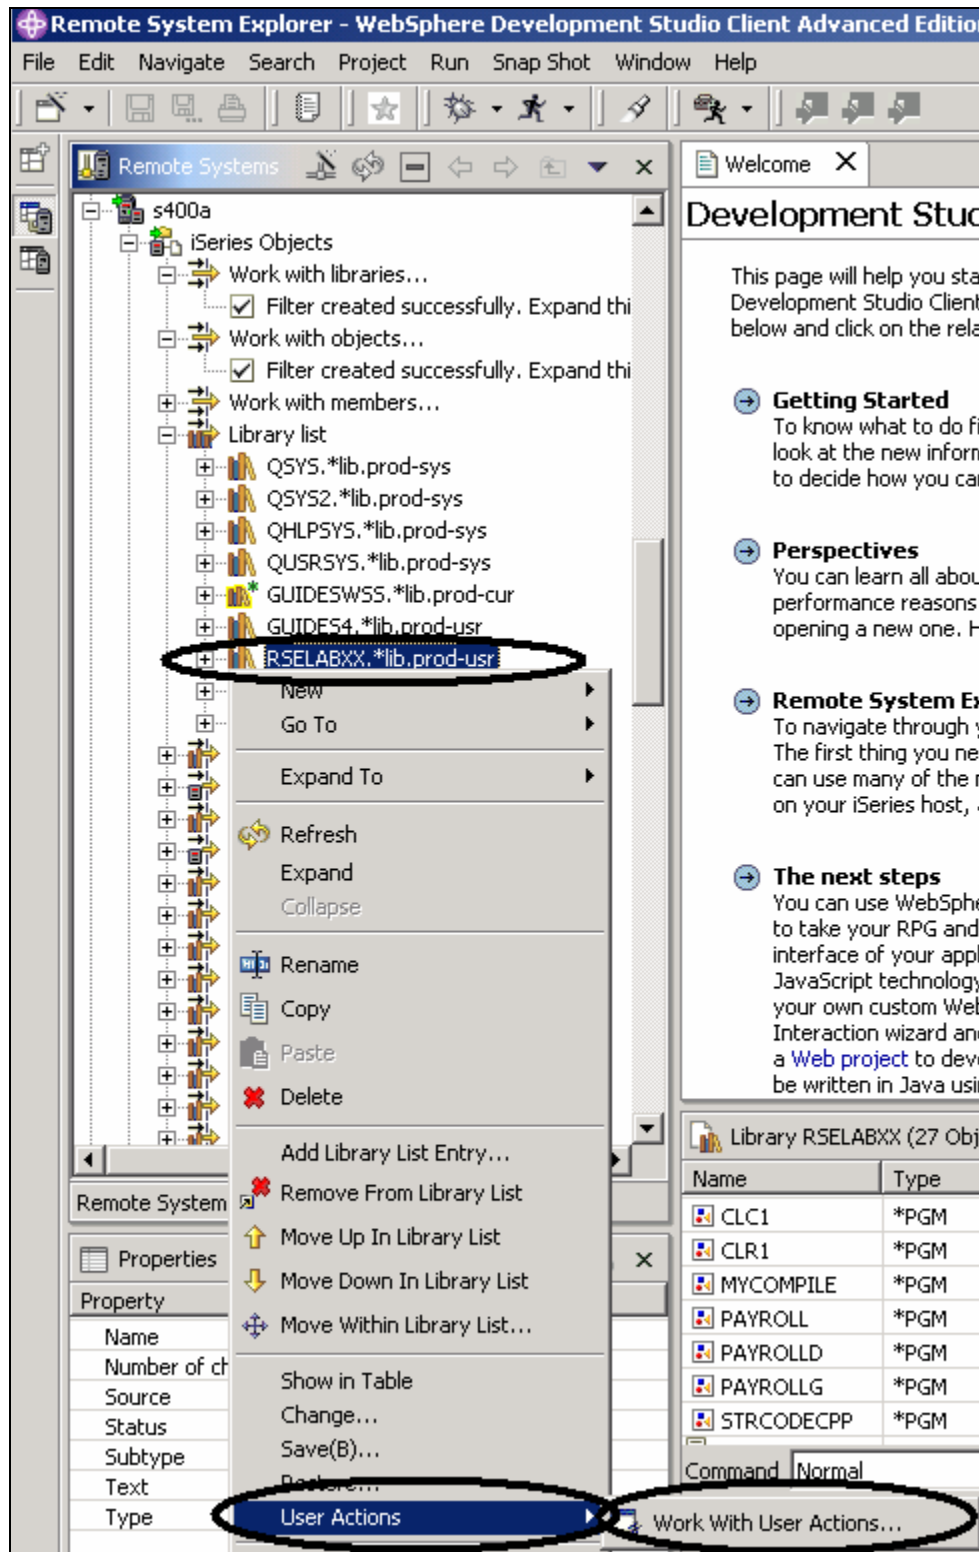 Remote System Explorer - WebSphere Development Studio Client Advanced Editio
File Edit Navigate Search Project Run Snap Shot Window Help
Remote Systems
s400a
iSeries Objects
Work with libraries...
Filter created successfully. Expand thi
Work with objects...
Filter created successfully. Expand thi
Work with members...
Library list
QSYS.*lib.prod-sys
QSYS2.*lib.prod-sys
QHLPSYS.*lib.prod-sys
QUSRSYS.*lib.prod-sys
GUIDESWSS.*lib.prod-cur
GUIDES4.*lib.prod-usr
RSELABXX.*lib.prod-usr
New
Go To
Expand To
Refresh
Expand
Collapse
Rename
Copy
Paste
Delete
Add Library List Entry...
Remove From Library List
Move Up In Library List
Move Down In Library List
Move Within Library List...
Show in Table
Change...
Save(B)...
Restore...
User Actions
Work With User Actions...
Remote System
Properties
Property
Name
Number of ch
Source
Status
Subtype
Text
Type
Welcome
Development Stud
This page will help you sta
Development Studio Client
below and click on the rela
Getting Started
To know what to do fi
look at the new inform
to decide how you ca
Perspectives
You can learn all abou
performance reasons
opening a new one. H
Remote System Ex
To navigate through y
The first thing you ne
can use many of the r
on your iSeries host,
The next steps
You can use WebSphe
to take your RPG and
interface of your appl
JavaScript technology
your own custom Web
Interaction wizard and
a Web project to deve
be written in Java usi
Library RSELABXX (27 Obj
Name Type
CLC1 *PGM
CLR1 *PGM
MYCOMPILE *PGM
PAYROLL *PGM
PAYROLLD *PGM
PAYROLLG *PGM
STRCODECPP *PGM
Command Normal